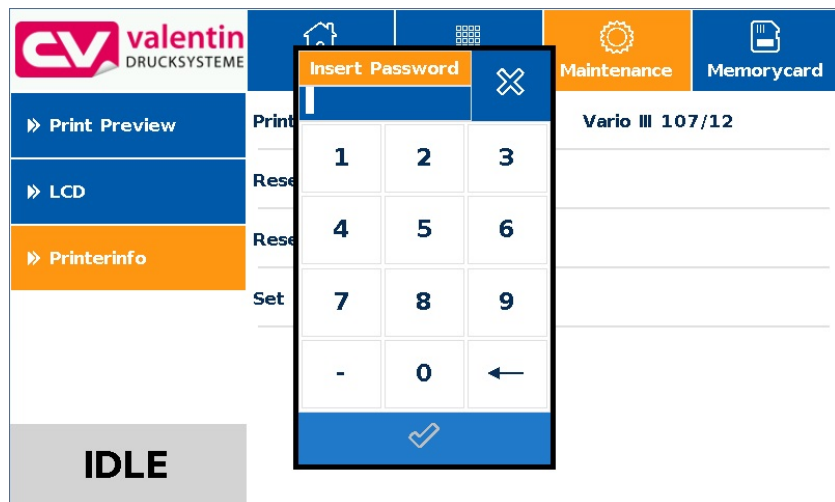 valentin
DRUCKSYSTEME
Maintenance
Memorycard
Insert Password
Print Preview
LCD
Printerinfo
Print
Vario III 107/12
Rese
Rese
Set
1 2 3
4 5 6
7 8 9
- 0
IDLE